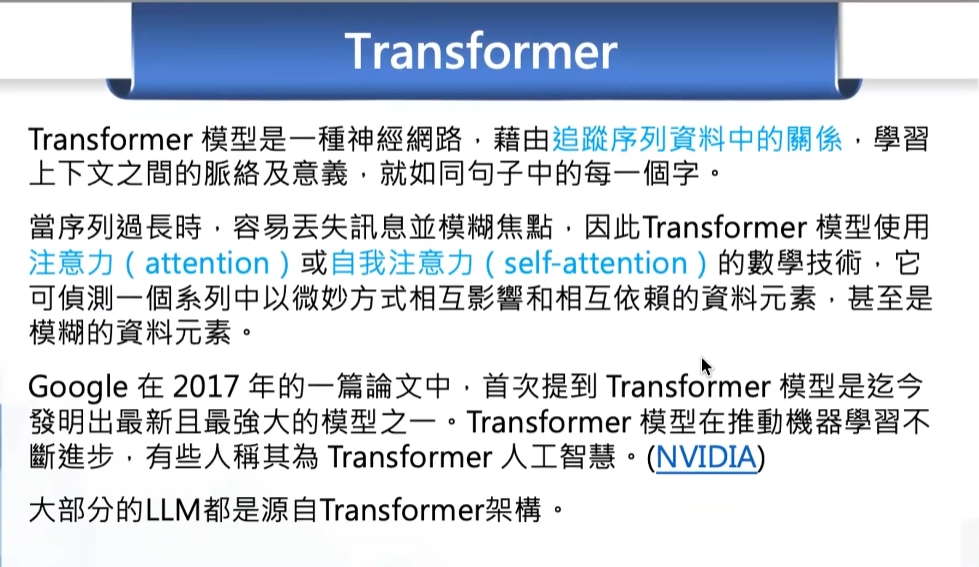 Transformer
Transformer 模型是一種神經網路，藉由追蹤序列資料中的關係，學習
上下文之間的脈絡及意義，就如同句子中的每一個字。
當序列過長時，容易丟失訊息並模糊焦點，因此Transformer 模型使用
注意力（attention）或自我注意力（self-attention）的數學技術，它
可偵測一個系列中以微妙方式相互影響和相互依賴的資料元素，甚至是
模糊的資料元素。
Google 在 2017 年的一篇論文中，首次提到 Transformer 模型是迄今
發明出最新且最強大的模型之一。Transformer 模型在推動機器學習不
斷進步，有些人稱其為 Transformer 人工智慧。(NVIDIA)
大部分的LLM都是源自Transformer架構。